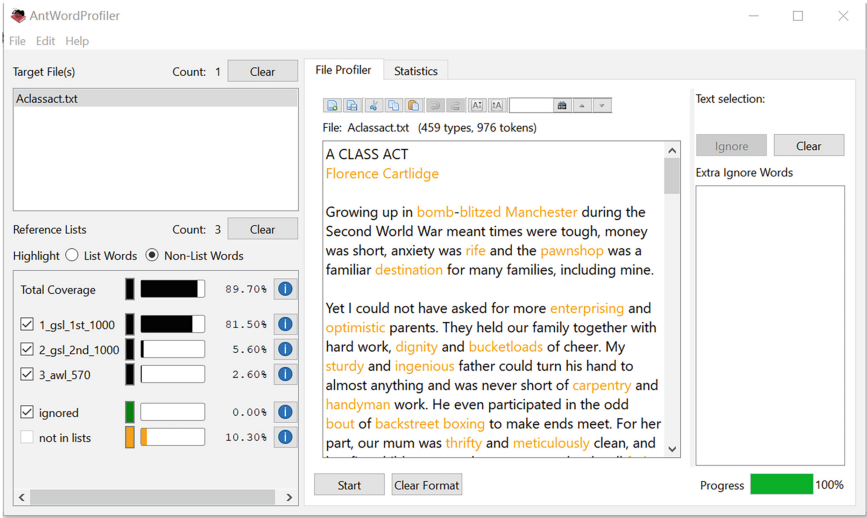 AntWordProfiler
File Edit Help
Target File(s) Count: 1 Clear
Aclassact.txt
Reference Lists Count: 3 Clear
Highlight List Words Non-List Words
Total Coverage 89.70%
1_gsl_1st_1000 81.50%
2_gsl_2nd_1000 5.60%
3_awl_570 2.60%
ignored 0.00%
not in lists 10.30%
File Profiler Statistics
File: Aclassact.txt (459 types, 976 tokens)
A CLASS ACT
Florence Cartlidge
Growing up in bomb-blitzed Manchester during the
Second World War meant times were tough, money
was short, anxiety was rife and the pawnshop was a
familiar destination for many families, including mine.
Yet I could not have asked for more enterprising and
optimistic parents. They held our family together with
hard work, dignity and bucketloads of cheer. My
sturdy and ingenious father could turn his hand to
almost anything and was never short of carpentry and
handyman work. He even participated in the odd
bout of backstreet boxing to make ends meet. For her
part, our mum was thrifty and meticulously clean, and
Start Clear Format
Text selection:
Ignore Clear
Extra Ignore Words
Progress 100%